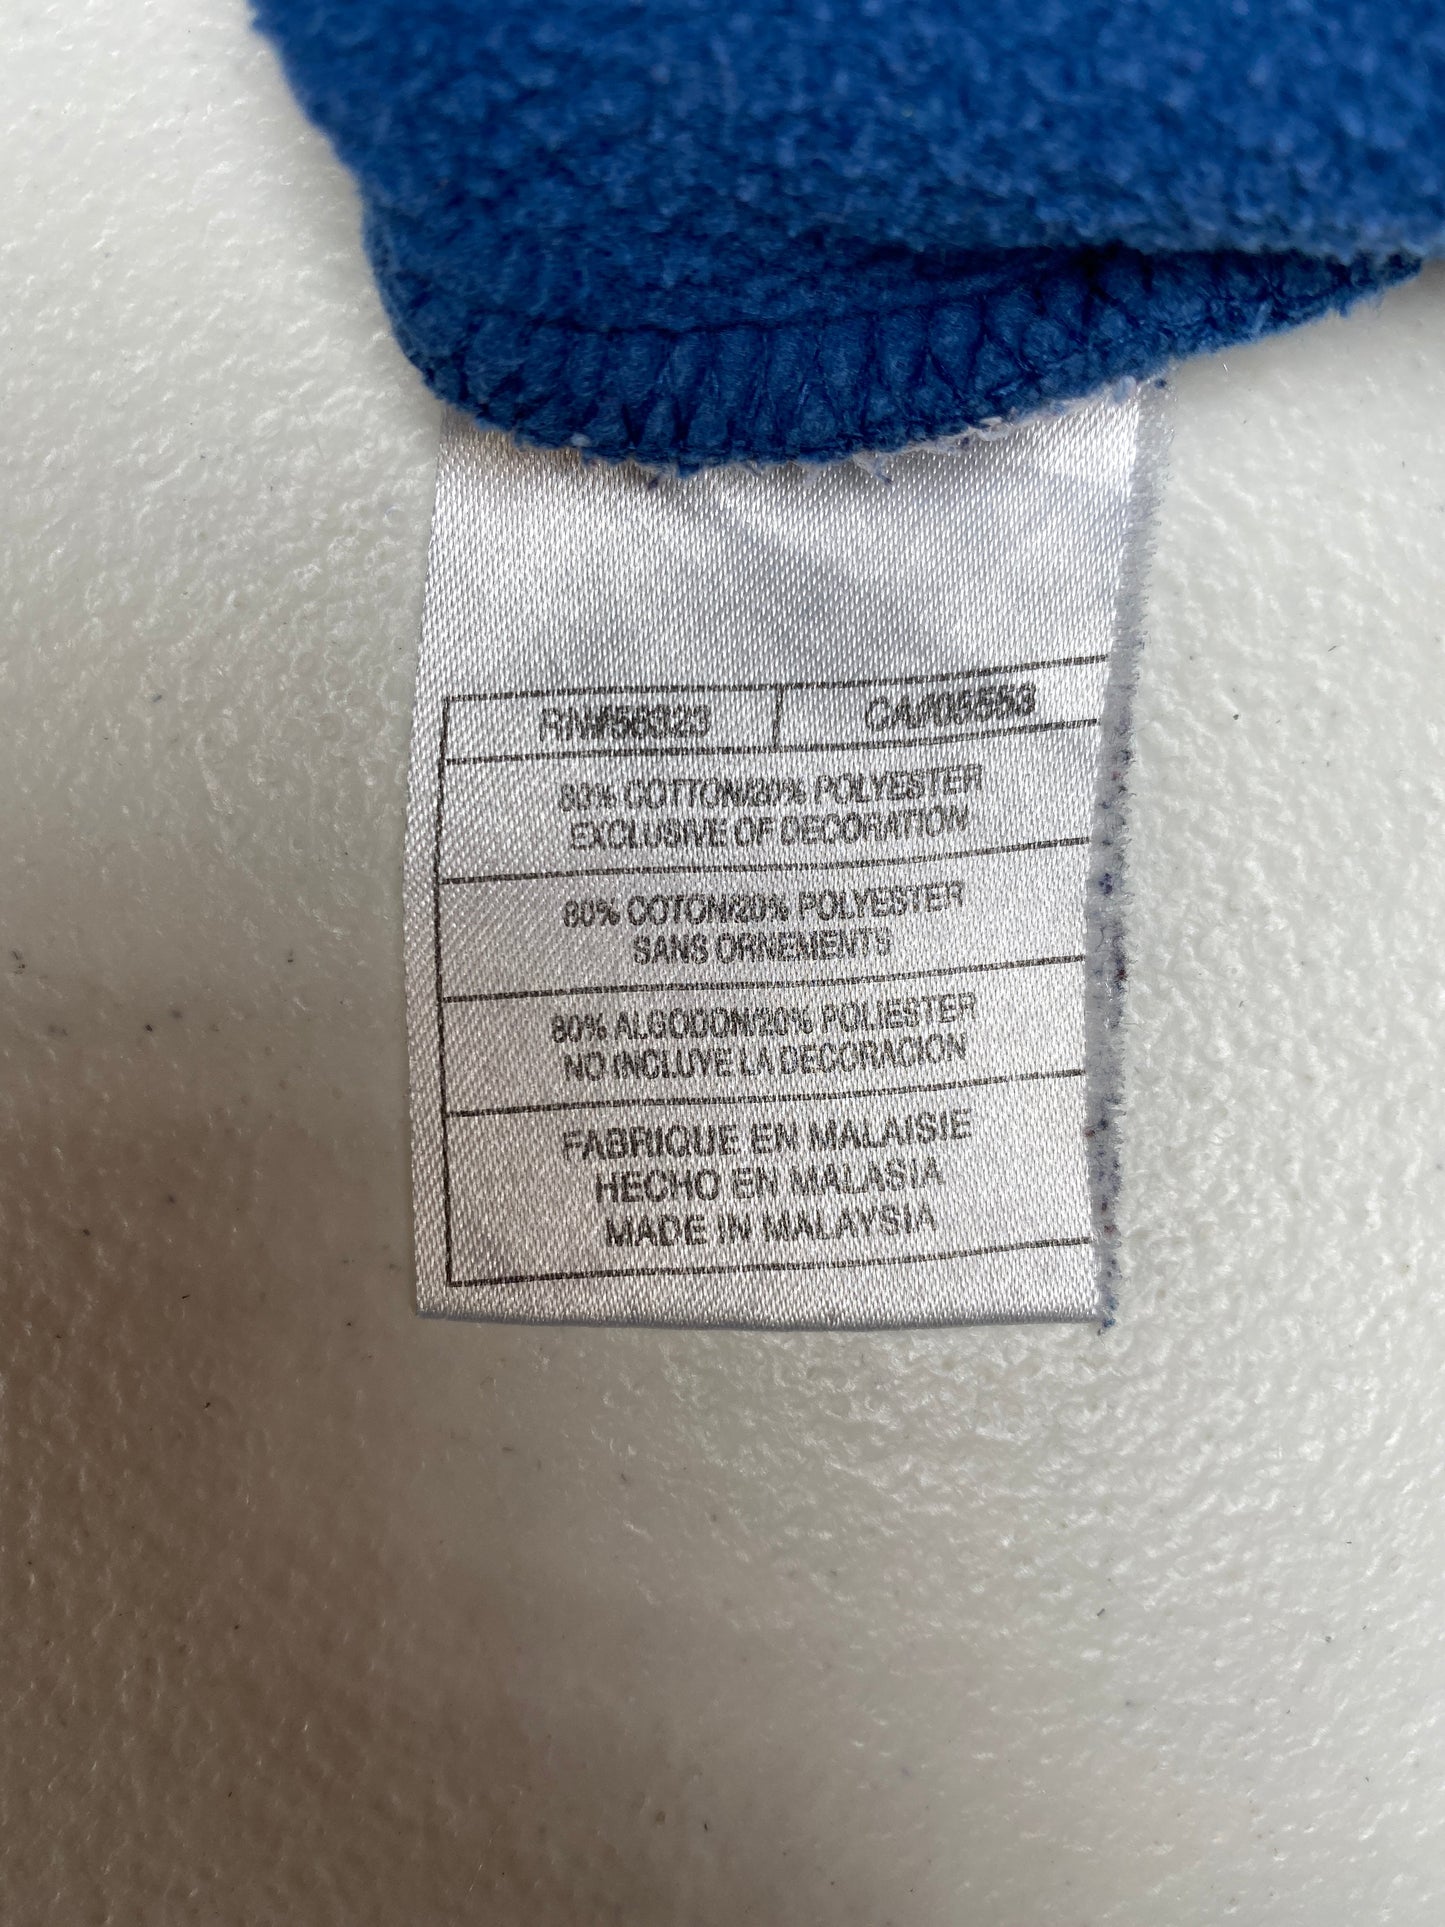 RN#56323 CA#05553
80% COTTON/20% POLYESTER
EXCLUSIVE OF DECORATION
80% COTON/20% POLYESTER
SANS ORNEMENTS
80% ALGODON/20% POLIESTER
NO INCLUYE LA DECORACION
FABRIQUE EN MALAISIE
HECHO EN MALASIA
MADE IN MALAYSIA